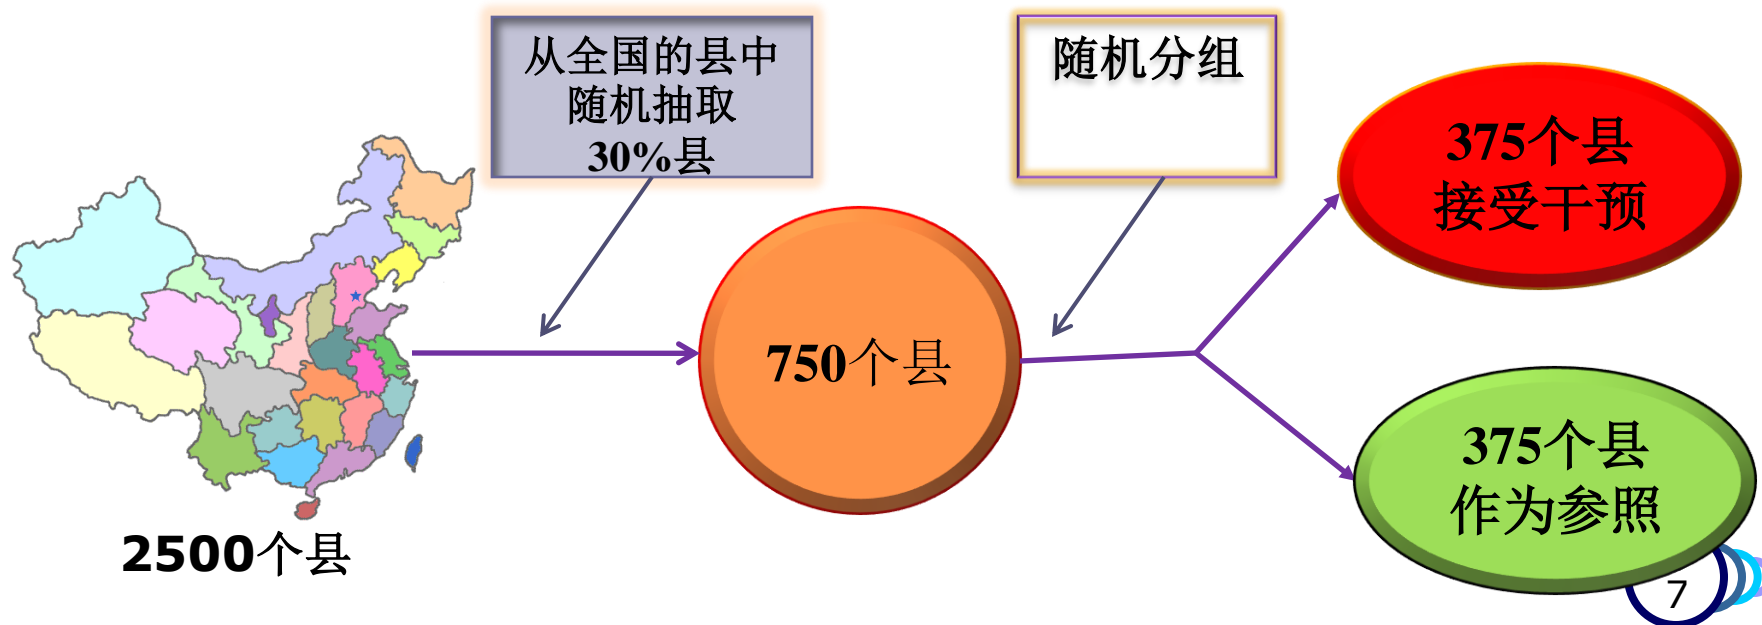 从全国的县中
随机抽取
30%县
随机分组
375个县
接受干预
750个县
375个县
作为参照
2500个县
7